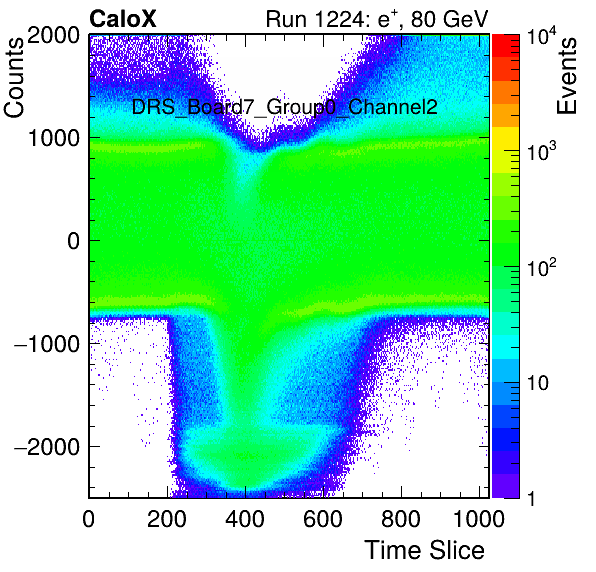 CaloX Run 1224: e+, 80 GeV
DRS_Board7_Group0_Channel2
Counts
Events
2000
1000
0
−1000
−2000
0 200 400 600 800 1000
Time Slice
10^4
10^3
10^2
10
1